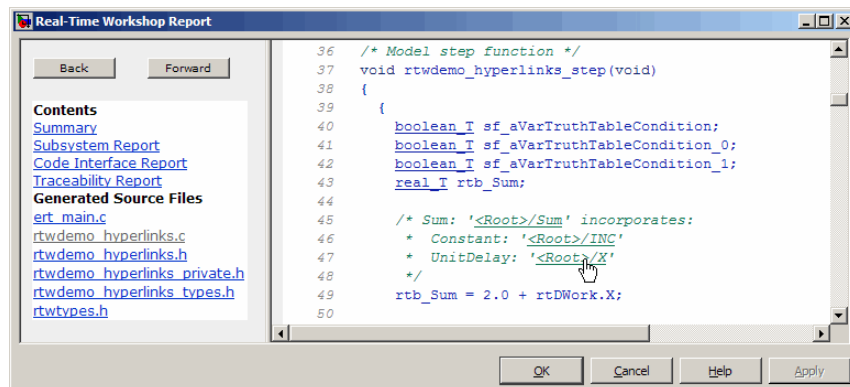 Real-Time Workshop Report
Back Forward
Contents
Summary
Subsystem Report
Code Interface Report
Traceability Report
Generated Source Files
ert_main.c
rtwdemo_hyperlinks.c
rtwdemo_hyperlinks.h
rtwdemo_hyperlinks_private.h
rtwdemo_hyperlinks_types.h
rtwtypes.h
36 /* Model step function */
37 void rtwdemo_hyperlinks_step(void)
38 {
39 {
40 boolean_T sf_aVarTruthTableCondition;
41 boolean_T sf_aVarTruthTableCondition_0;
42 boolean_T sf_aVarTruthTableCondition_1;
43 real_T rtb_Sum;
44
45 /* Sum: '<Root>/Sum' incorporates:
46 * Constant: '<Root>/INC'
47 * UnitDelay: '<Root>/X'
48 */
49 rtb_Sum = 2.0 + rtDWork.X;
50
OK Cancel Help Apply